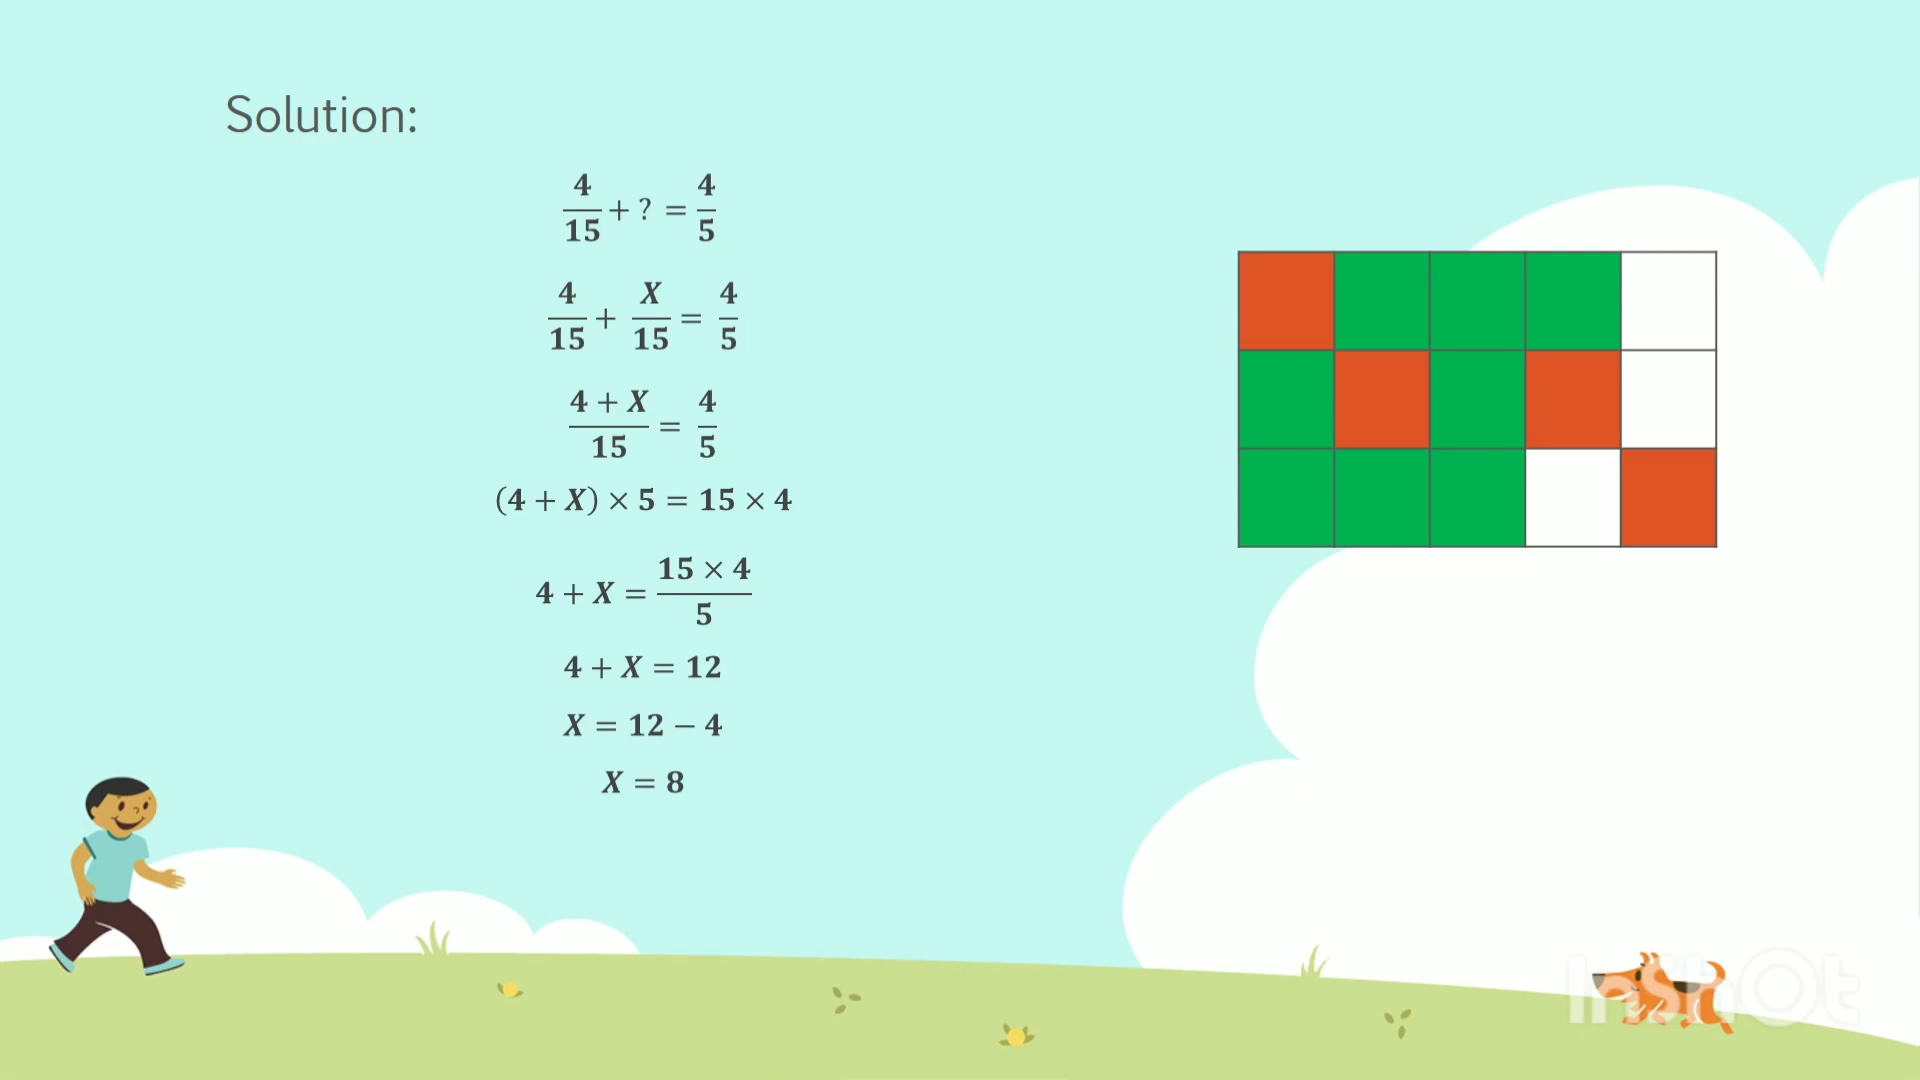 Solution:
4/15 + ? = 4/5
4/15 + X/15 = 4/5
(4 + X)/15 = 4/5
(4 + X) × 5 = 15 × 4
4 + X = (15 × 4)/5
4 + X = 12
X = 12 − 4
X = 8
InShOt